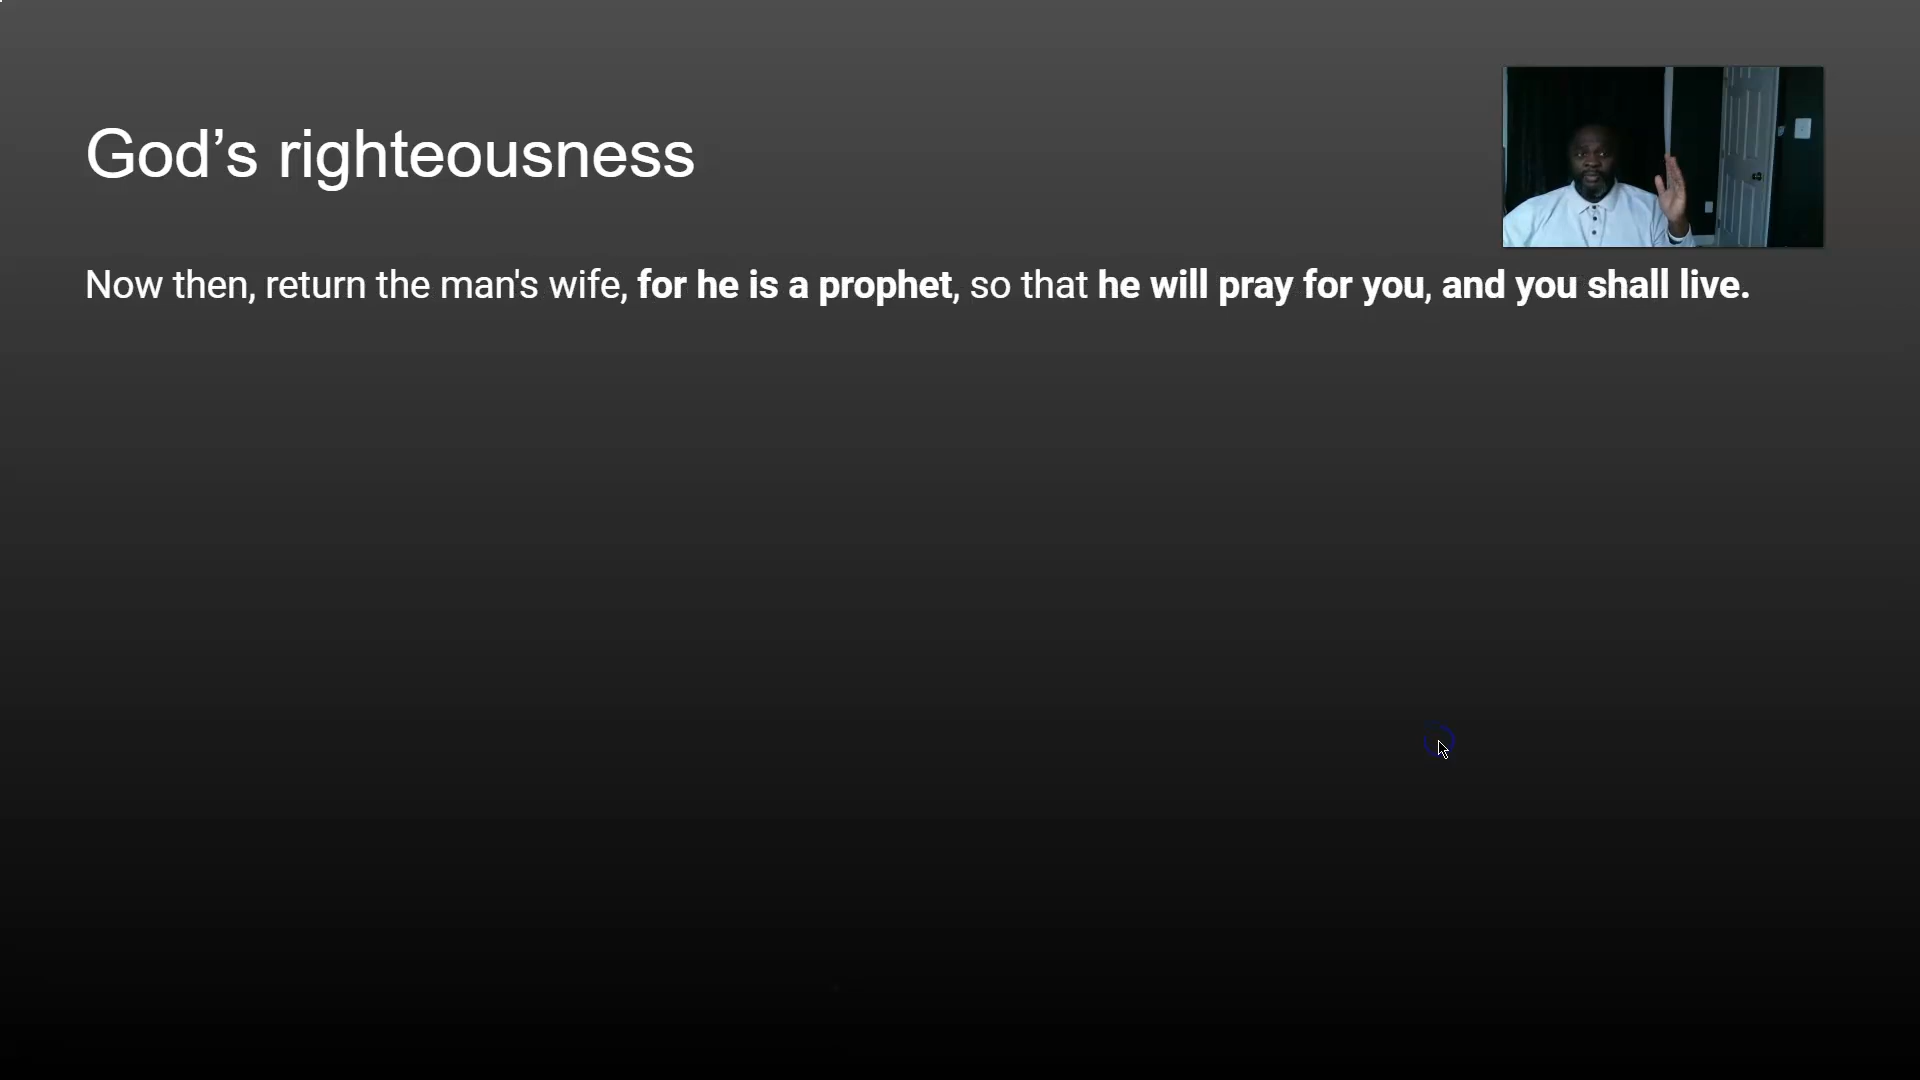 God’s righteousness
Now then, return the man's wife, for he is a prophet, so that he will pray for you, and you shall live.